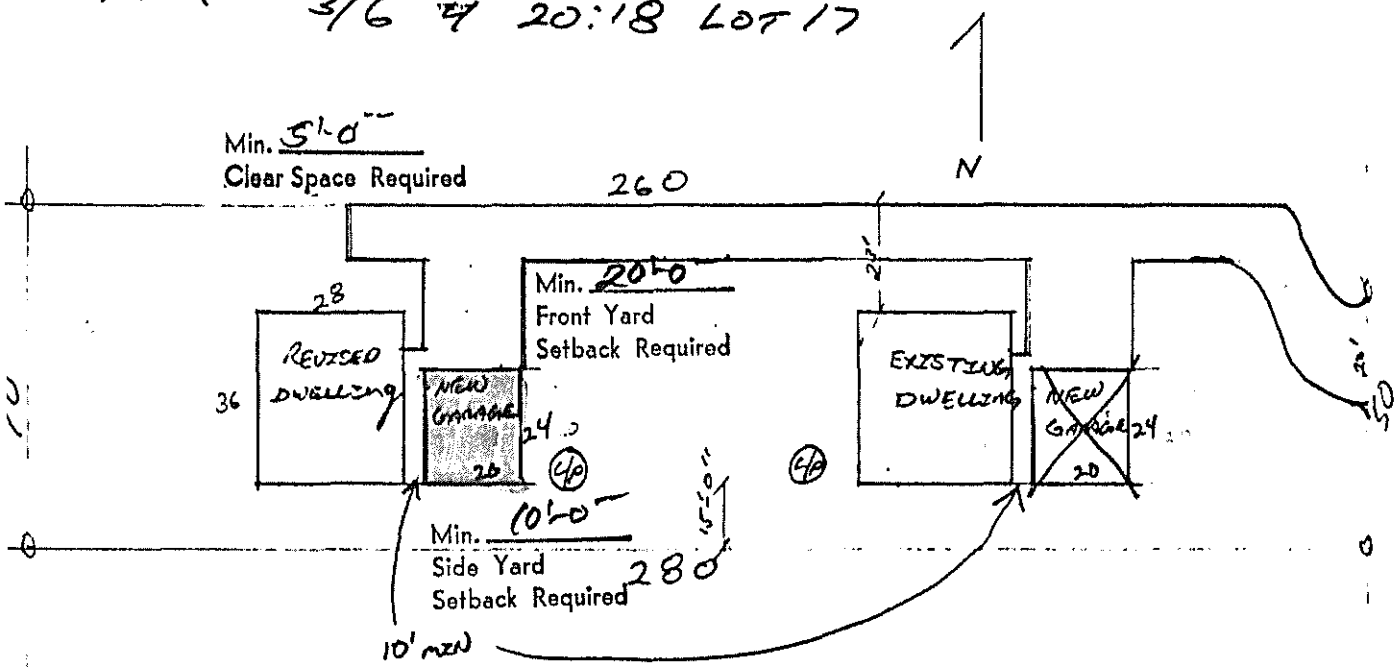 3/6 4 20:18 LOT 17
N
Min. 5'-0"
Clear Space Required
260
Min. 20'-0
Front Yard
Setback Required
28
REVISED
DWELLING
36
NEW
GARAGE
24
20
C/P
EXISTING
DWELLING
NEW
GARAGE
24
20
C/P
15'-0"
Min. 10'-0"
Side Yard
Setback Required
280
10' MIN